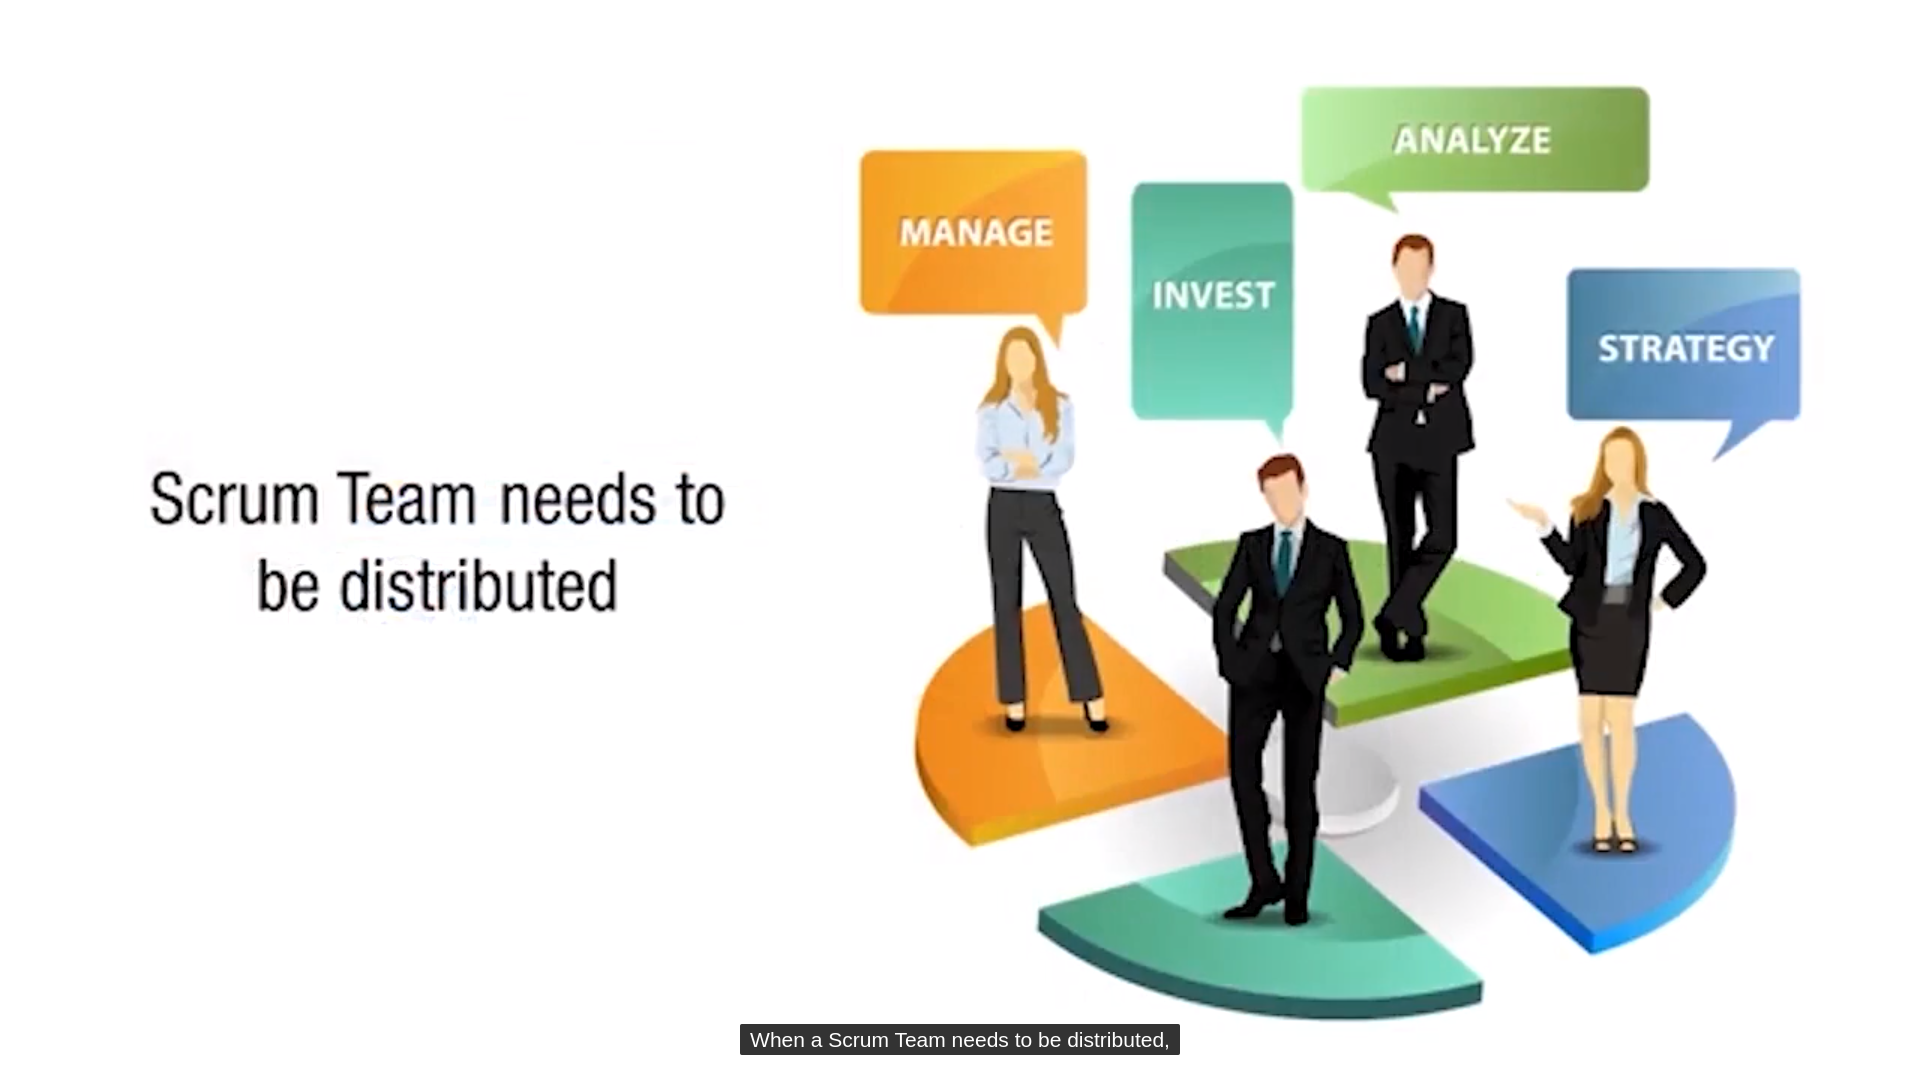 Scrum Team needs to
be distributed
MANAGE
INVEST
ANALYZE
STRATEGY
When a Scrum Team needs to be distributed,